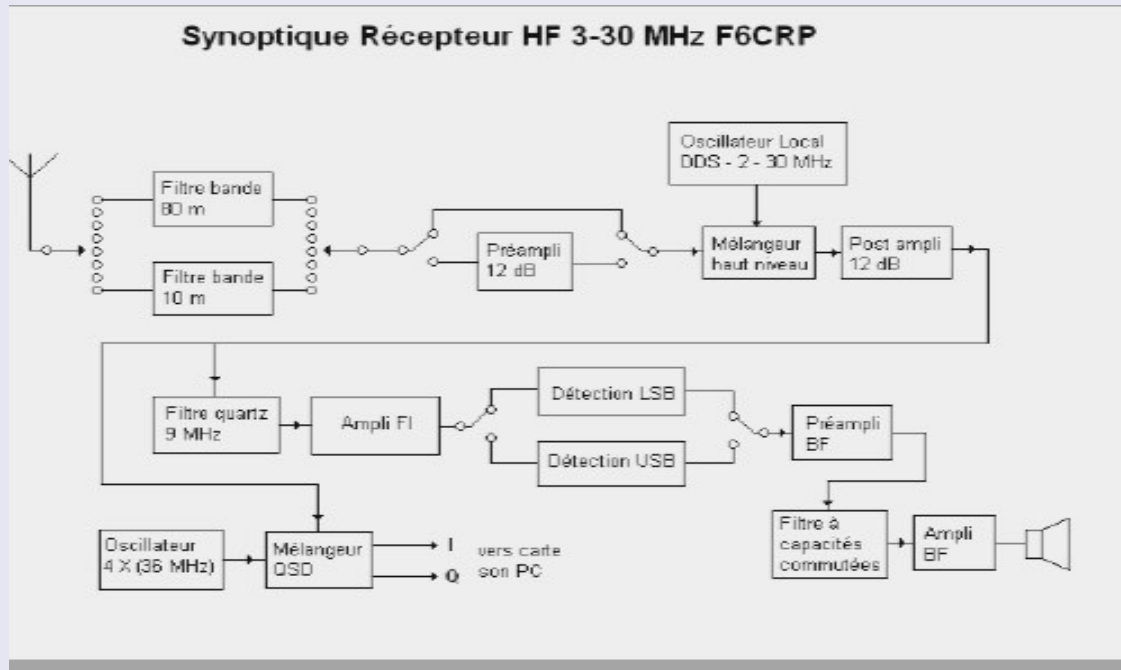 Synoptique Récepteur HF 3-30 MHz F6CRP
Oscillateur Local
DDS - 2 - 30 MHz
Filtre bande
80 m
Préampli
12 dB
Mélangeur
haut niveau
Post ampli
12 dB
Filtre bande
10 m
Filtre quartz
9 MHz
Ampli FI
Détection LSB
Détection USB
Préampli
BF
Oscillateur
4 X (36 MHz)
Mélangeur
QSD
I
Q
vers carte
son PC
Filtre à
capacités
commutées
Ampli
BF